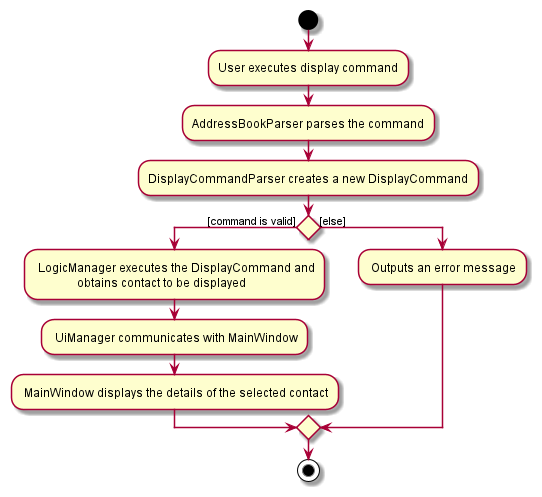 User executes display command
AddressBookParser parses the command
DisplayCommandParser creates a new DisplayCommand
[command is valid]
[else]
LogicManager executes the DisplayCommand and
obtains contact to be displayed
Outputs an error message
UiManager communicates with MainWindow
MainWindow displays the details of the selected contact